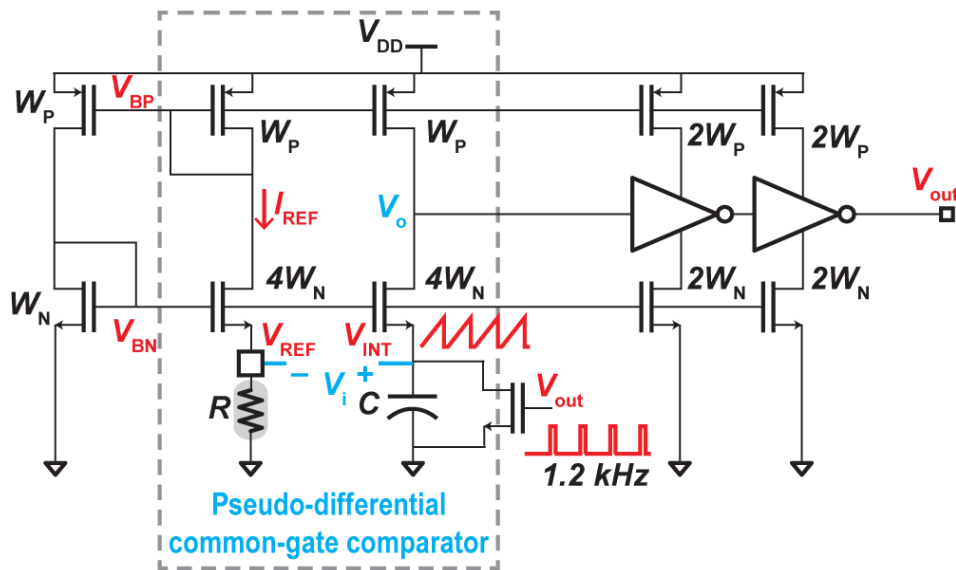 V_DD
W_P
V_BP
W_P
W_P
2W_P
2W_P
V_out
I_REF
V_o
W_N
4W_N
4W_N
2W_N
2W_N
V_BN
V_REF
V_INT
− V_i +
R
C
V_out
1.2 kHz
Pseudo-differential
common-gate comparator